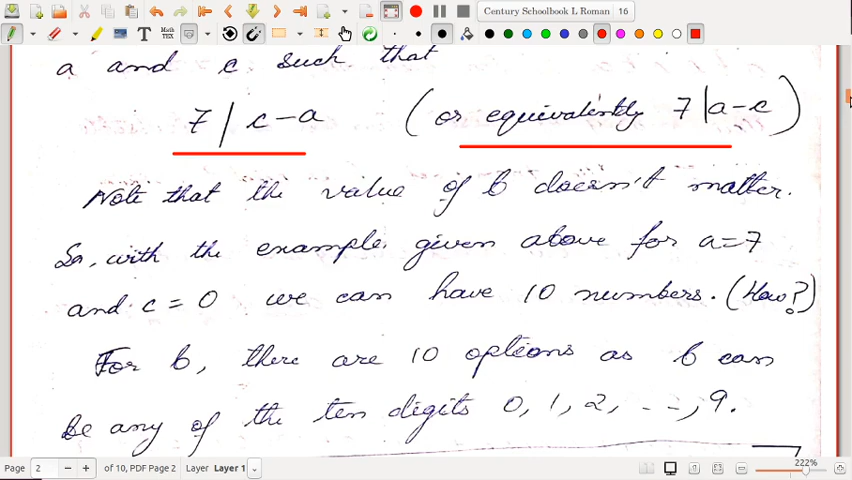 Century Schoolbook L Roman 16
T Math TEX
a and c such that
7 | c-a (or equivalently 7 | a-c)
Note that the value of b doesn't matter.
So, with the example given above for a=7
and c=0 we can have 10 numbers. (How?)
For b, there are 10 options as b can
be any of the ten digits 0, 1, 2, ..., 9.
Page 2 of 10, PDF Page 2 Layer Layer 1 222%